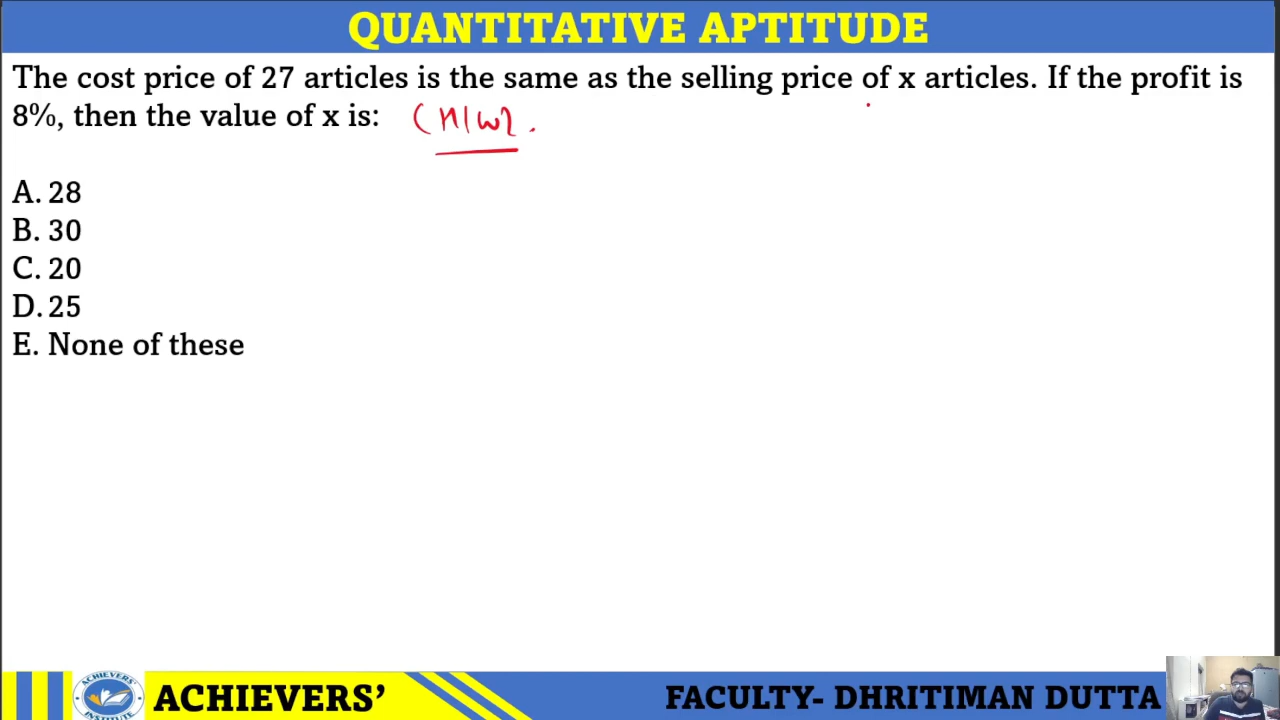 QUANTITATIVE APTITUDE
The cost price of 27 articles is the same as the selling price of x articles. If the profit is
8%, then the value of x is: (H/W).
A. 28
B. 30
C. 20
D. 25
E. None of these
ACHIEVERS' INSTITUTE
ACHIEVERS'
FACULTY- DHRITIMAN DUTTA